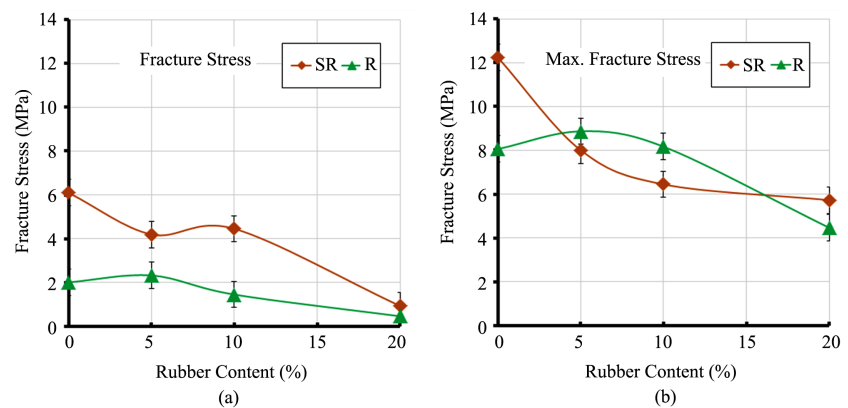 Fracture Stress
SR R
Fracture Stress (MPa)
14
12
10
8
6
4
2
0
0 5 10 15 20
Rubber Content (%)
(a)
Max. Fracture Stress
SR R
Fracture Stress (MPa)
14
12
10
8
6
4
2
0
0 5 10 15 20
Rubber Content (%)
(b)